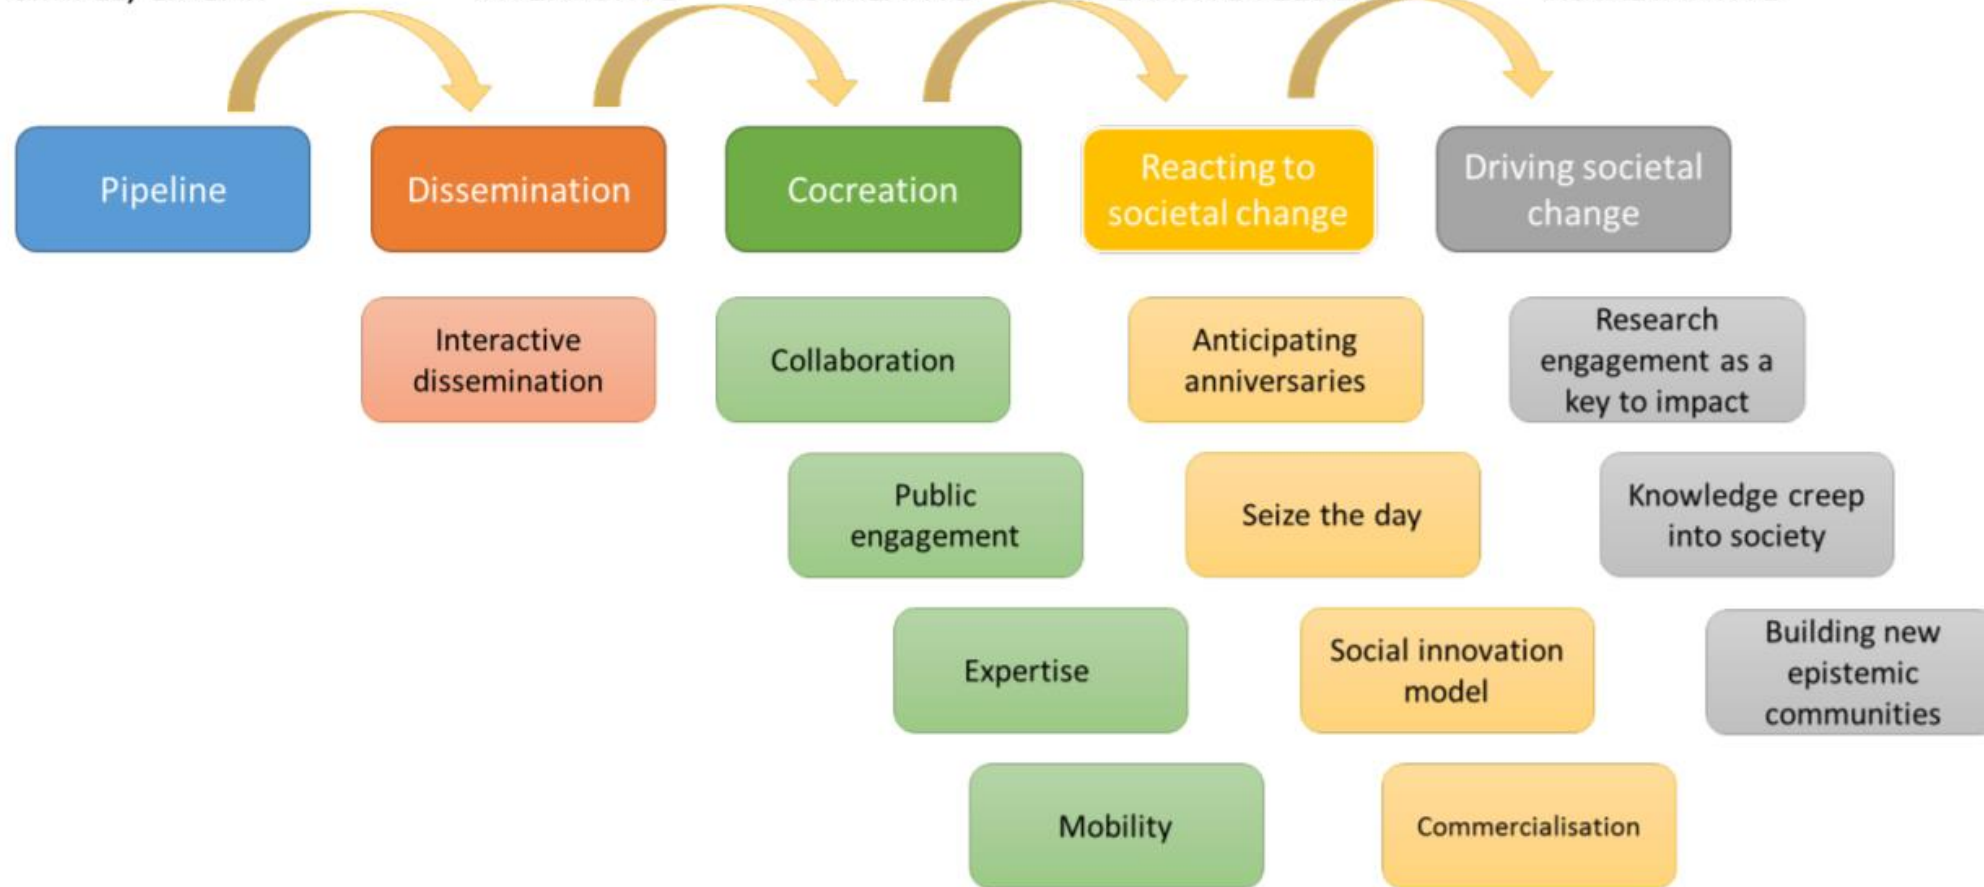 Pipeline
Dissemination
Cocreation
Reacting to
societal change
Driving societal
change
Interactive
dissemination
Collaboration
Anticipating
anniversaries
Research
engagement as a
key to impact
Public
engagement
Seize the day
Knowledge creep
into society
Expertise
Social innovation
model
Building new
epistemic
communities
Mobility
Commercialisation